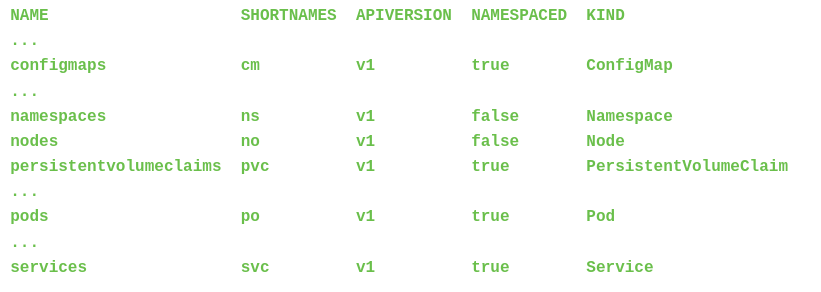 NAME SHORTNAMES APIVERSION NAMESPACED KIND
...
configmaps cm v1 true ConfigMap
...
namespaces ns v1 false Namespace
nodes no v1 false Node
persistentvolumeclaims pvc v1 true PersistentVolumeClaim
...
pods po v1 true Pod
...
services svc v1 true Service